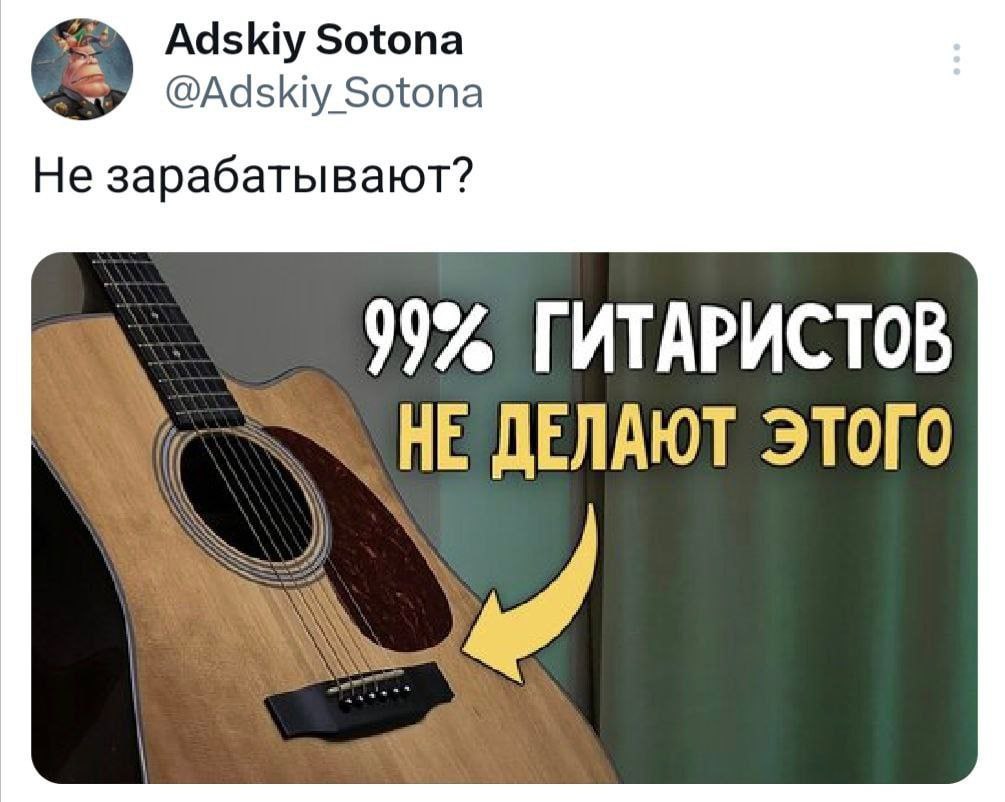 Adskiy Sotona
@Adskiy_Sotona
Не зарабатывают?
99% ГИТАРИСТОВ
НЕ ДЕЛАЮТ ЭТОГО